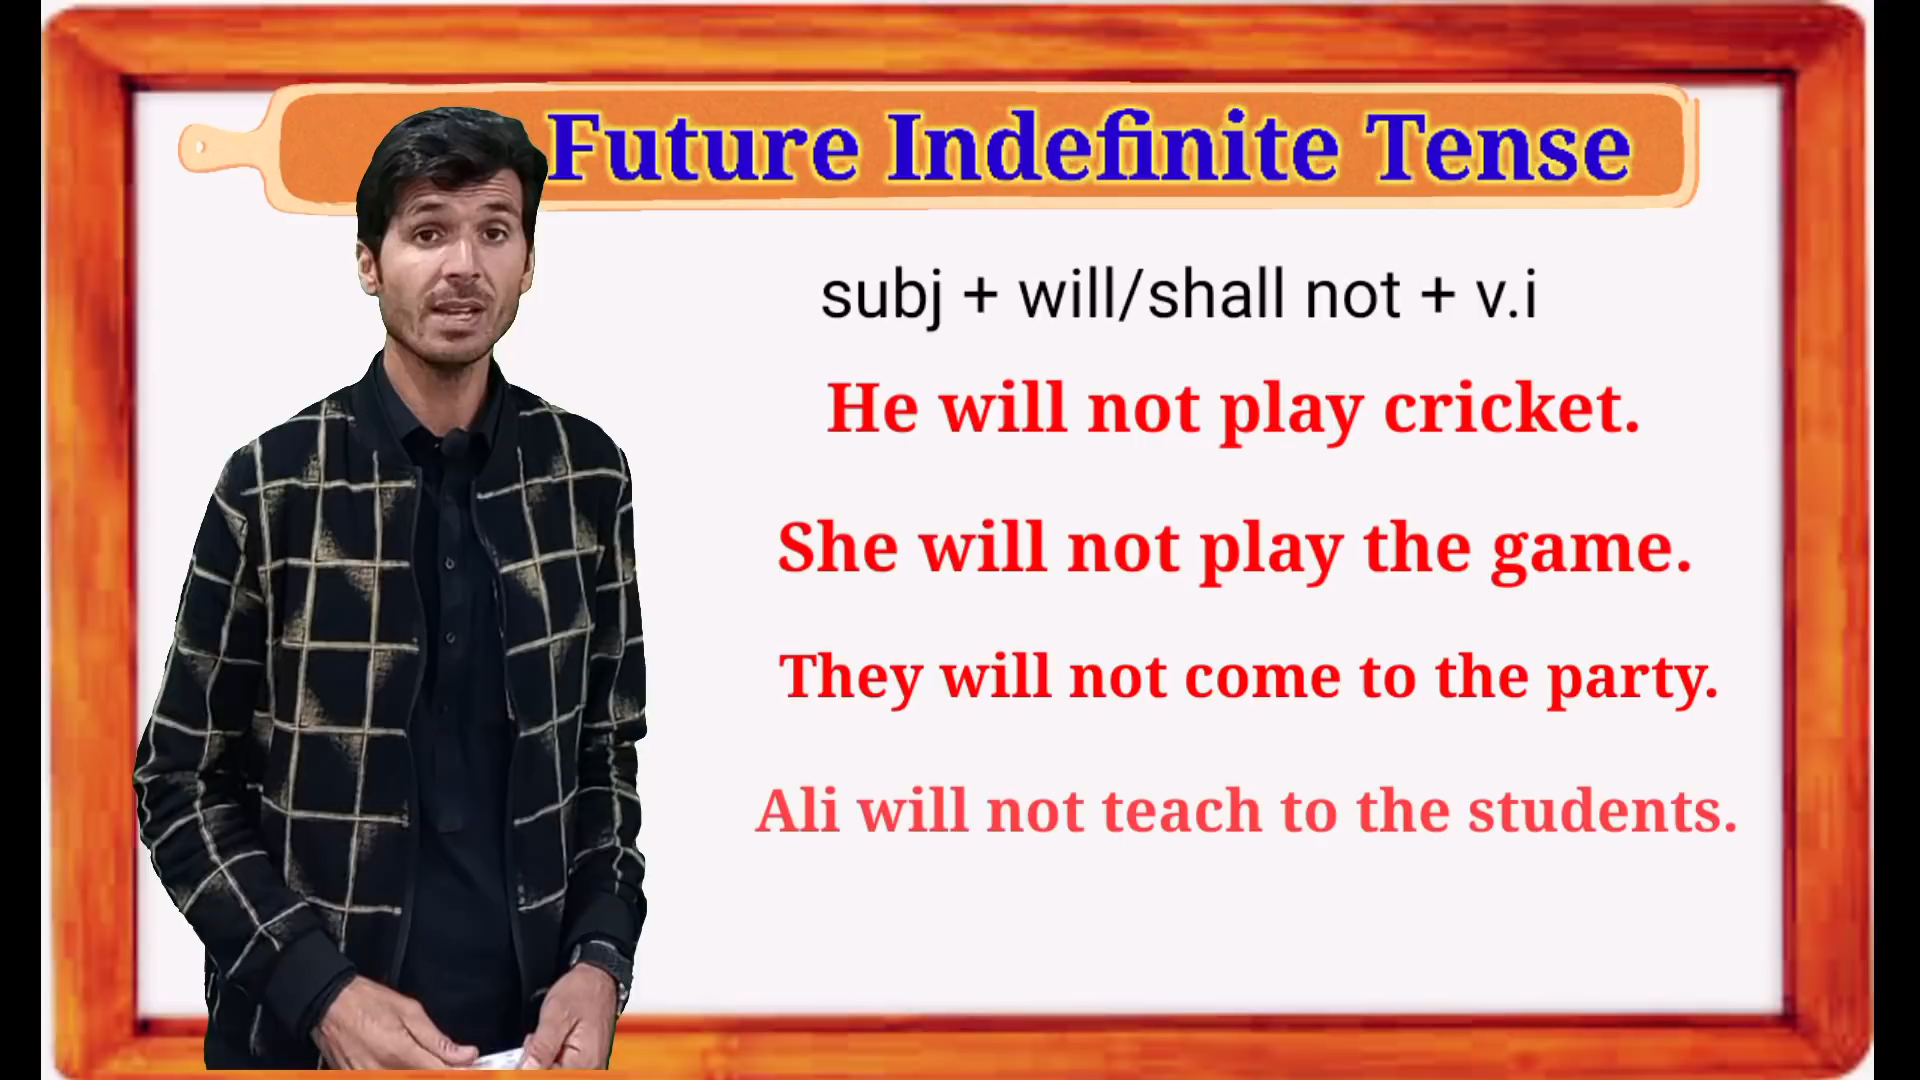 Future Indefinite Tense
subj + will/shall not + v.i
He will not play cricket.
She will not play the game.
They will not come to the party.
Ali will not teach to the students.